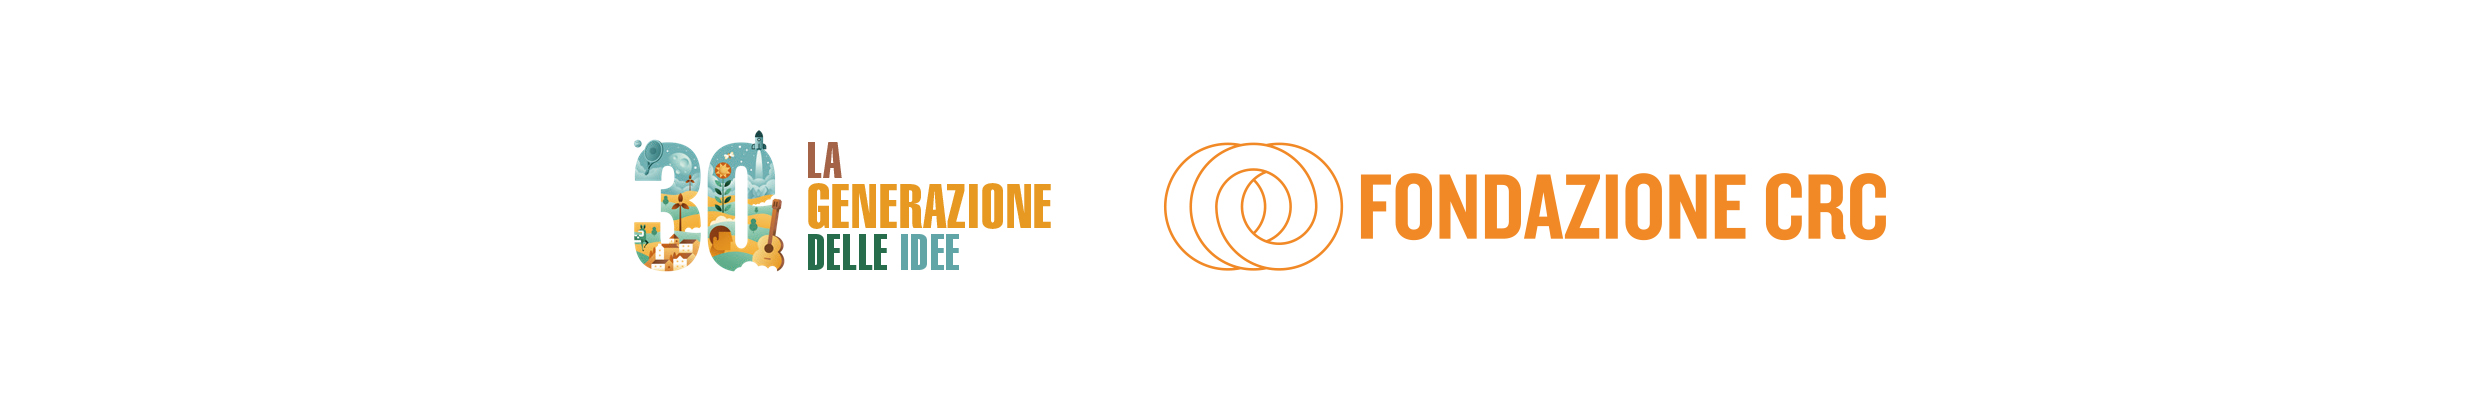 30
LA
GENERAZIONE
DELLE IDEE
FONDAZIONE CRC